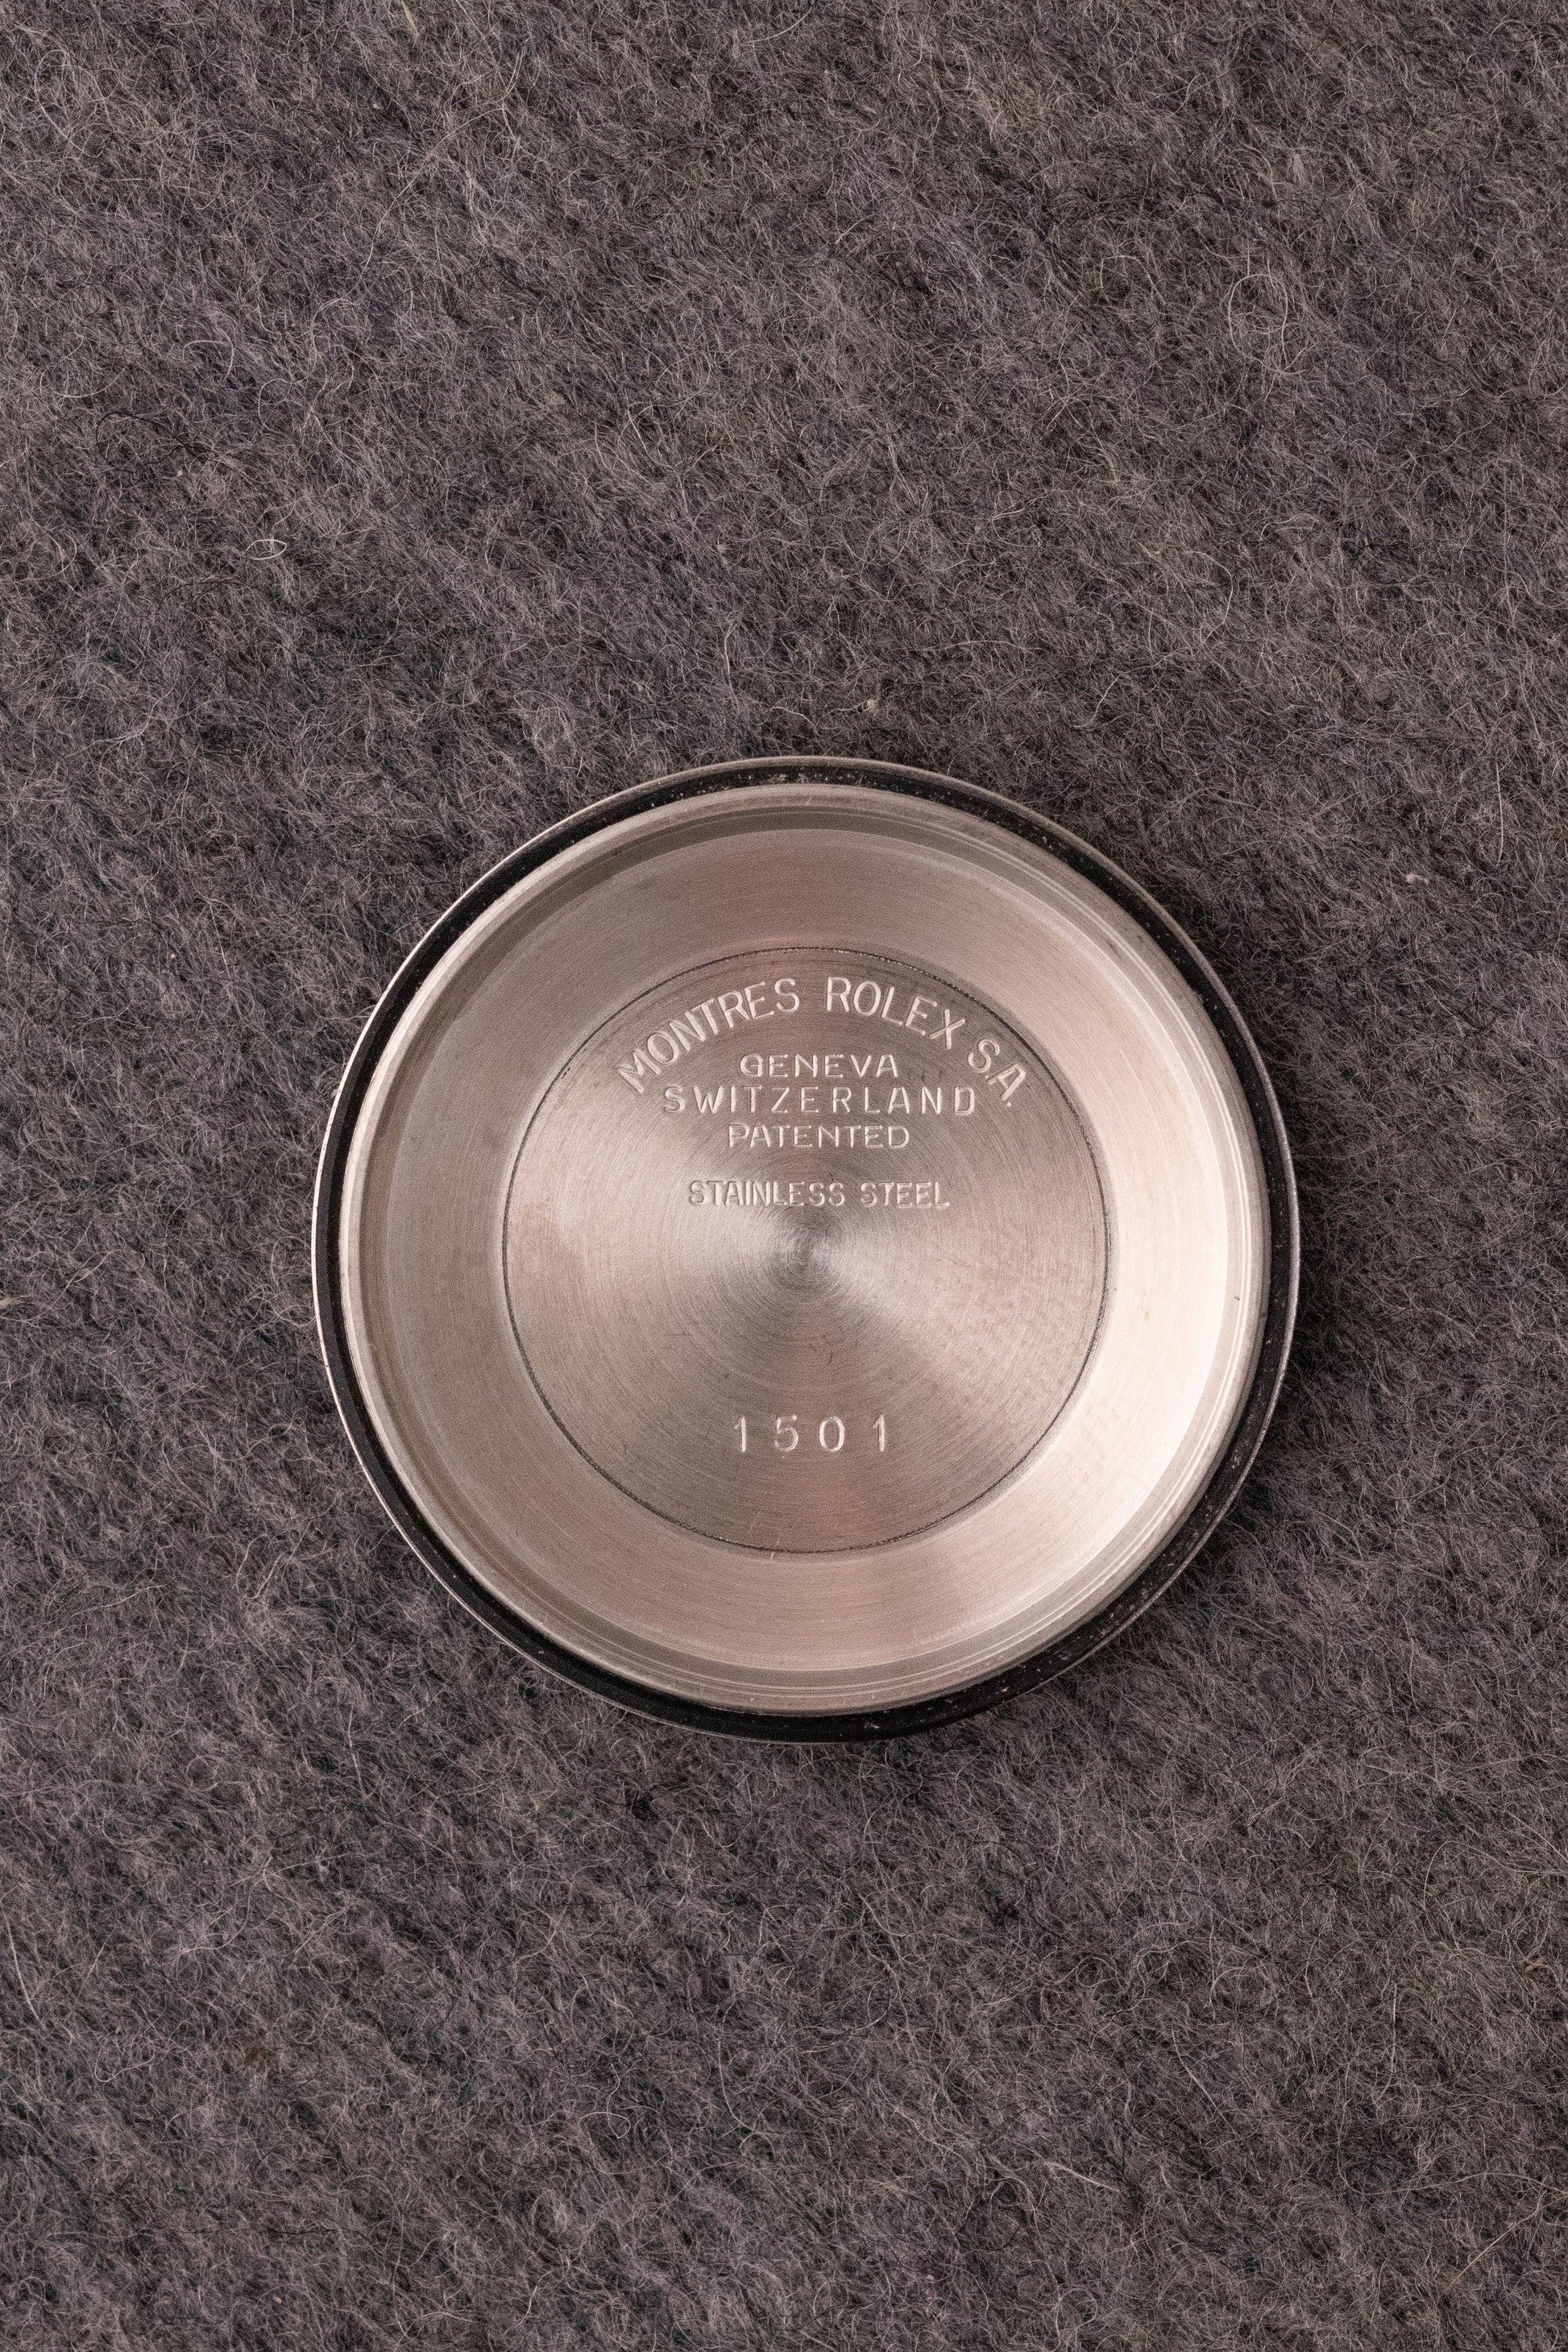 MONTRES ROLEX S.A.
GENEVA
SWITZERLAND
PATENTED
STAINLESS STEEL
1501